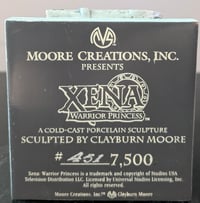 MOORE CREATIONS, INC.
PRESENTS
XENA
WARRIOR PRINCESS™
A COLD-CAST PORCELAIN SCULPTURE
SCULPTED BY CLAYBURN MOORE
# 451 7,500
Xena: Warrior Princess is a trademark and copyright of Studios USA
Television Distribution LLC. Licensed by Universal Studios Licensing, Inc.
All rights reserved.
Moore Creations, Inc.™ © Clayburn Moore